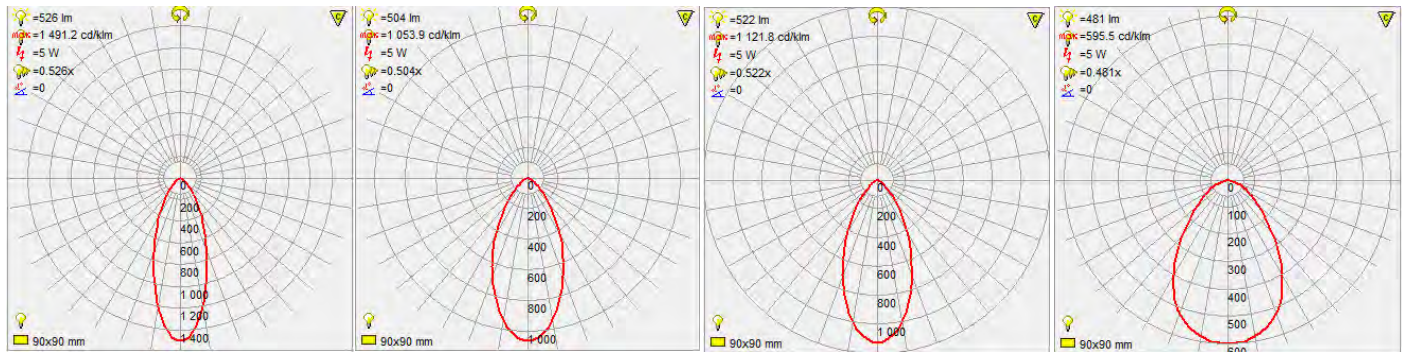 =526 lm
max=1 491.2 cd/klm
=5 W
=0.526x
=0
C
0
200
400
600
800
1 000
1 200
1 400
90x90 mm
=504 lm
max=1 053.9 cd/klm
=5 W
=0.504x
=0
C
0
200
400
600
800
1 000
90x90 mm
=522 lm
max=1 121.8 cd/klm
=5 W
=0.522x
=0
C
0
200
400
600
800
1 000
90x90 mm
=481 lm
max=595.5 cd/klm
=5 W
=0.481x
=0
C
0
100
200
300
400
500
600
90x90 mm